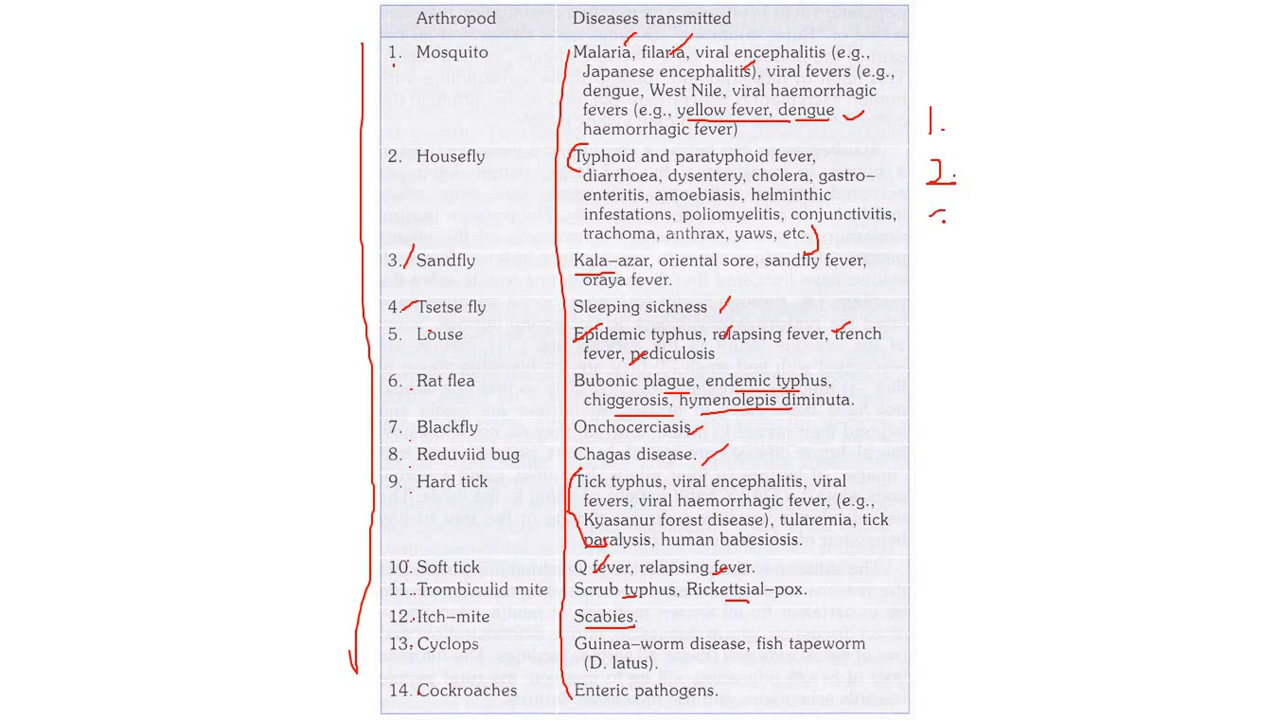 Arthropod Diseases transmitted
1. Mosquito Malaria, filaria, viral encephalitis (e.g.,
Japanese encephalitis), viral fevers (e.g.,
dengue, West Nile, viral haemorrhagic
fevers (e.g., yellow fever, dengue
haemorrhagic fever)
2. Housefly Typhoid and paratyphoid fever,
diarrhoea, dysentery, cholera, gastro–
enteritis, amoebiasis, helminthic
infestations, poliomyelitis, conjunctivitis,
trachoma, anthrax, yaws, etc.
3. Sandfly Kala–azar, oriental sore, sandfly fever,
oraya fever.
4. Tsetse fly Sleeping sickness
5. Louse Epidemic typhus, relapsing fever, trench
fever, pediculosis
6. Rat flea Bubonic plague, endemic typhus,
chiggerosis, hymenolepis diminuta.
7. Blackfly Onchocerciasis
8. Reduviid bug Chagas disease.
9. Hard tick Tick typhus, viral encephalitis, viral
fevers, viral haemorrhagic fever, (e.g.,
Kyasanur forest disease), tularemia, tick
paralysis, human babesiosis.
10. Soft tick Q fever, relapsing fever.
11. Trombiculid mite Scrub typhus, Rickettsial–pox.
12. Itch–mite Scabies.
13. Cyclops Guinea–worm disease, fish tapeworm
(D. latus).
14. Cockroaches Enteric pathogens.
1.
2.